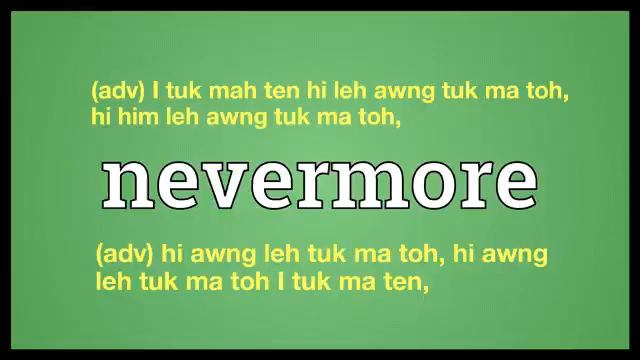 (adv) I tuk mah ten hi leh awng tuk ma toh,
hi him leh awng tuk ma toh,
nevermore
(adv) hi awng leh tuk ma toh, hi awng
leh tuk ma toh I tuk ma ten,